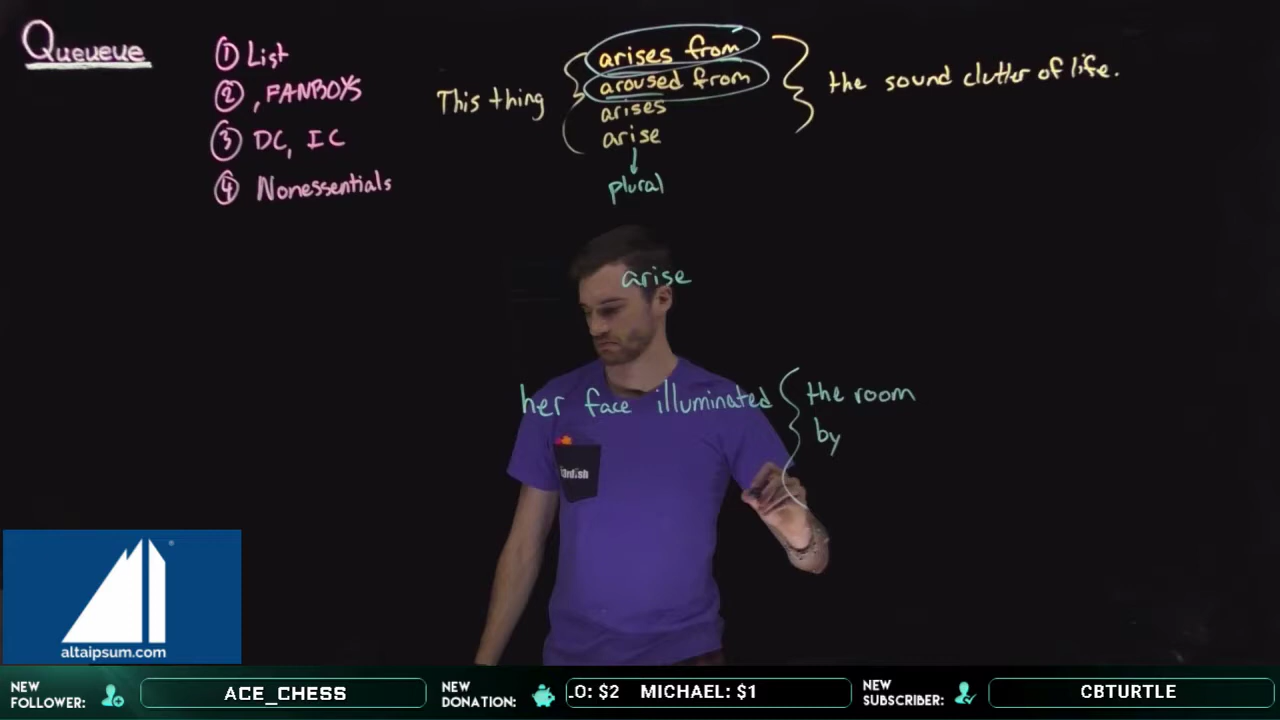 Queueue
① List
② , FANBOYS
③ DC, IC
④ Nonessentials
This thing
arises from
aroused from
arises
arise
plural
the sound clutter of life.
arise
her face illuminated
the room
by
altaipsum.com
NEW FOLLOWER:
ACE_CHESS
NEW DONATION:
LO: $2 MICHAEL: $1
NEW SUBSCRIBER:
CBTURTLE